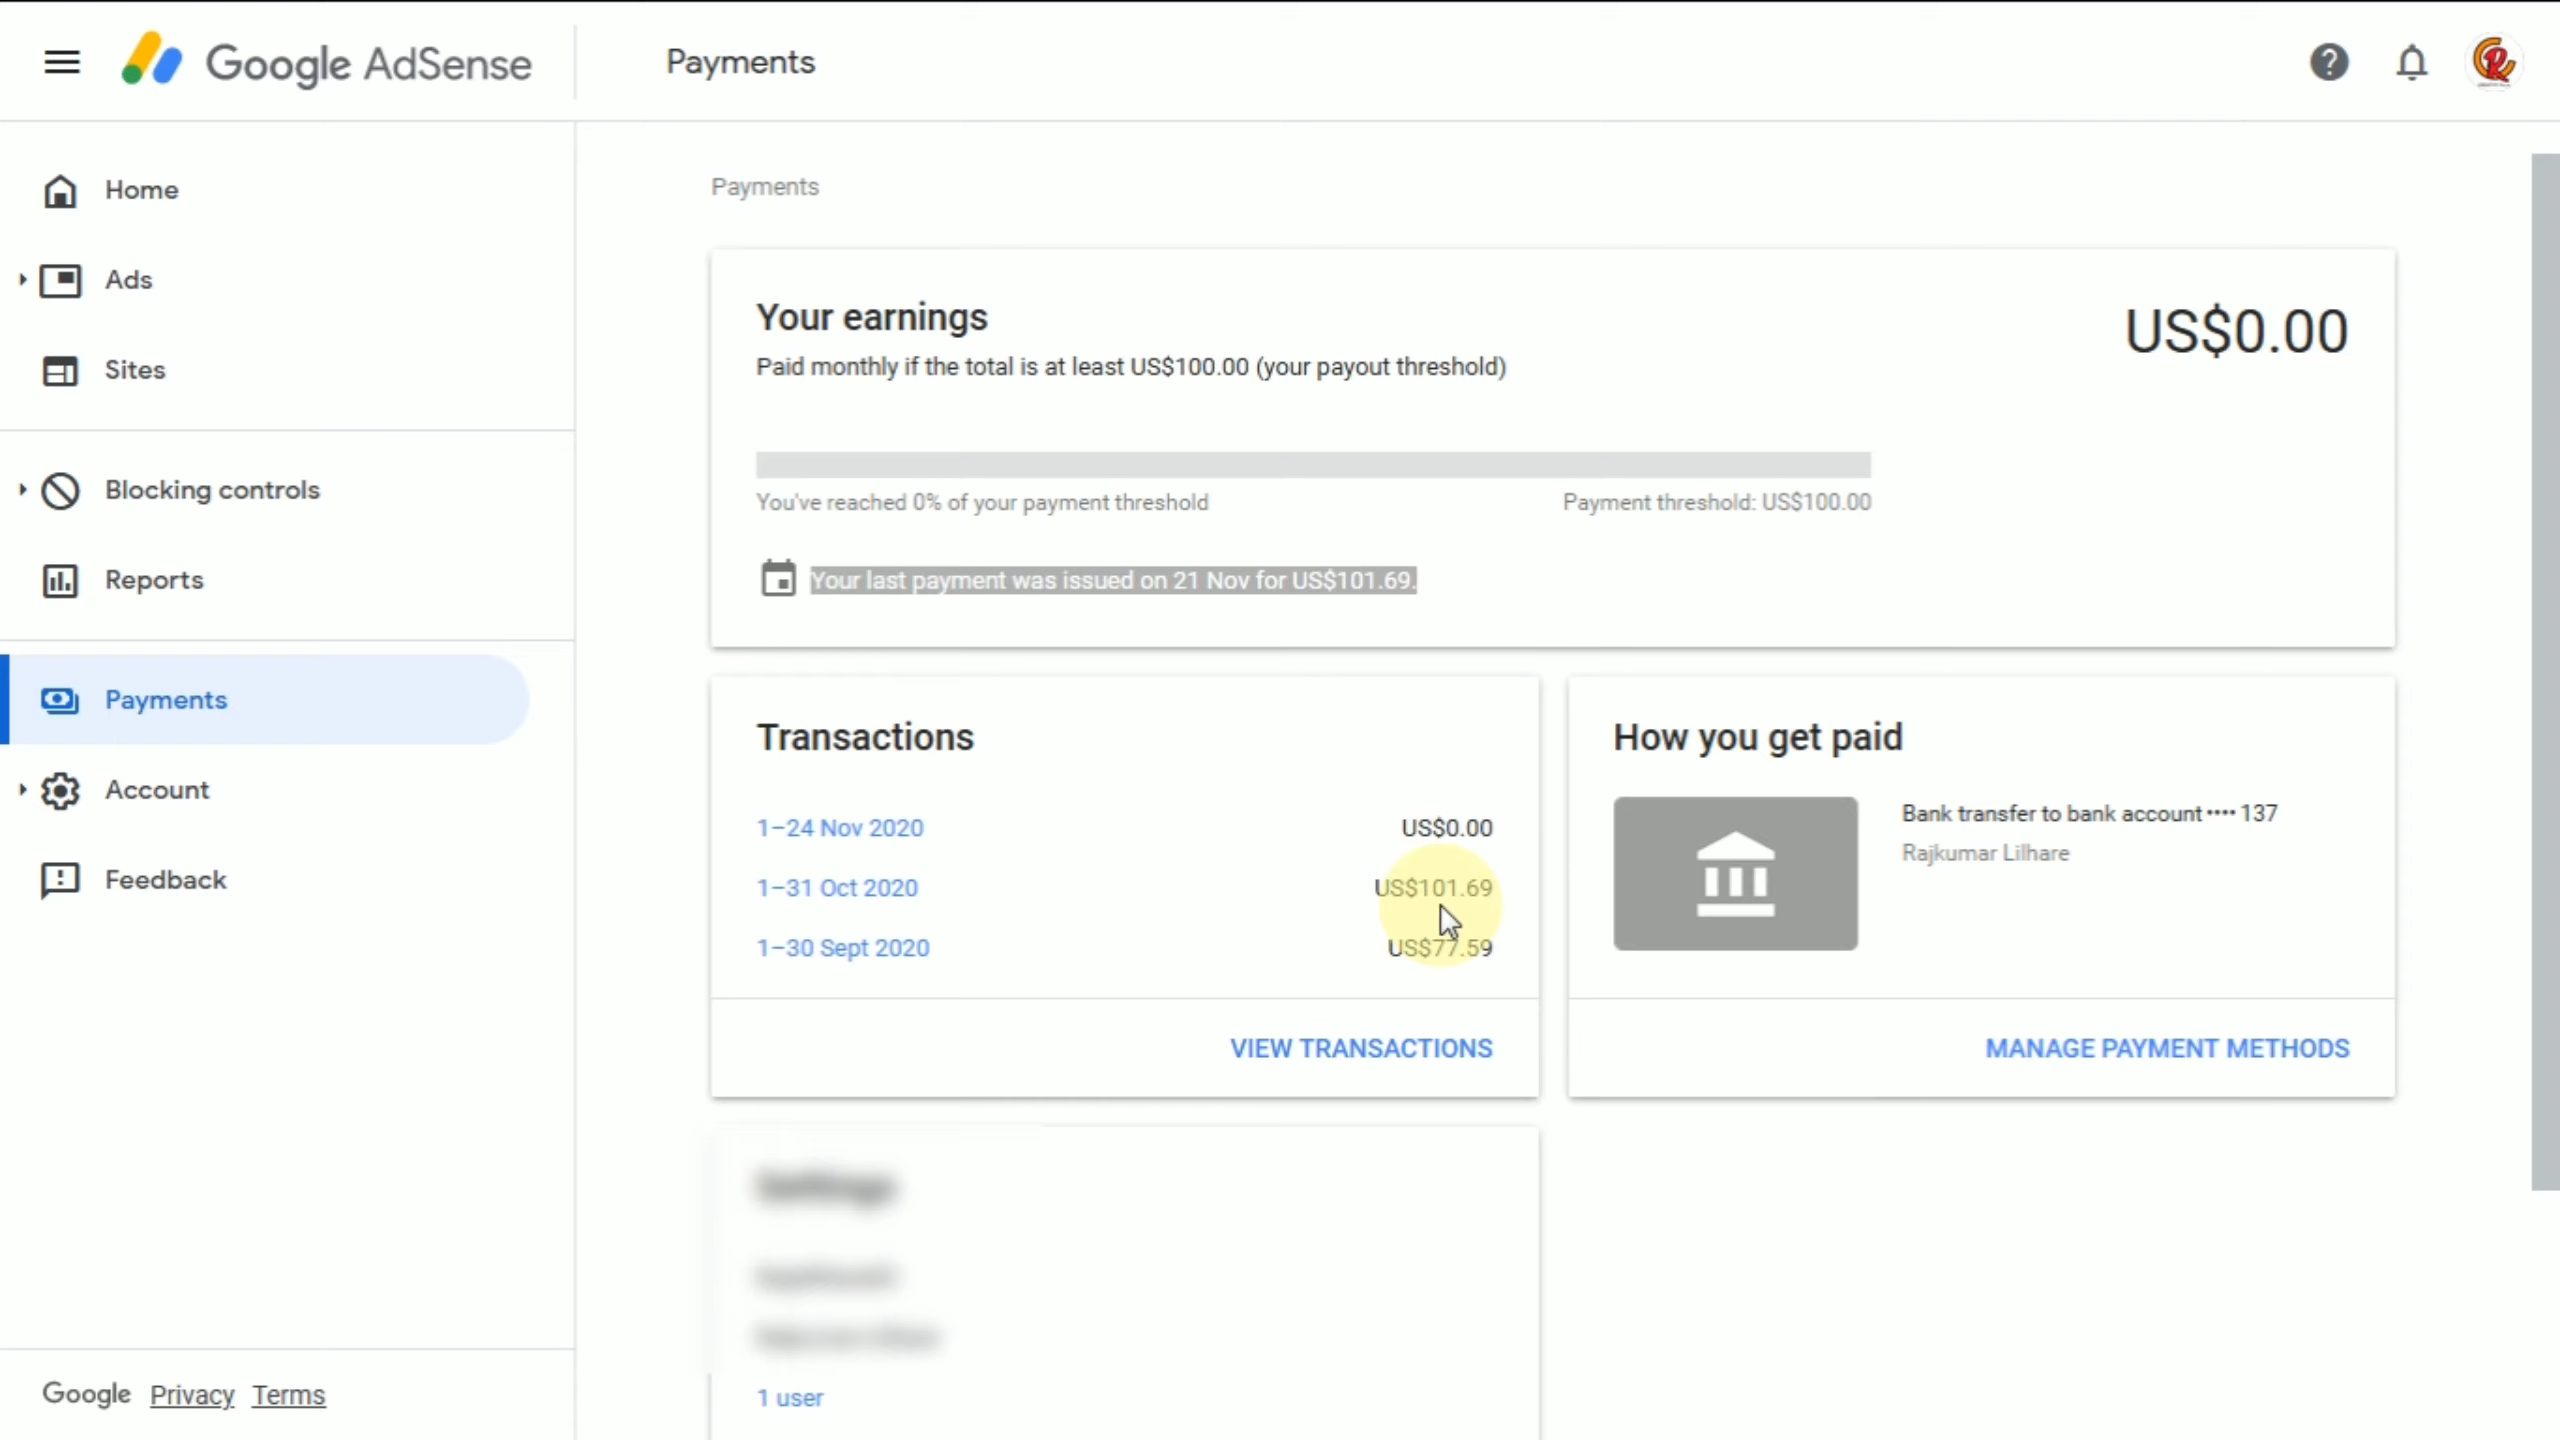 Google AdSense
Payments
Home
Ads
Sites
Blocking controls
Reports
Payments
Account
Feedback
Google Privacy Terms
Payments
Your earnings
US$0.00
Paid monthly if the total is at least US$100.00 (your payout threshold)
You've reached 0% of your payment threshold
Payment threshold: US$100.00
Your last payment was issued on 21 Nov for US$101.69.
Transactions
1–24 Nov 2020 US$0.00
1–31 Oct 2020 US$101.69
1–30 Sept 2020 US$77.59
VIEW TRANSACTIONS
How you get paid
Bank transfer to bank account •••• 137
Rajkumar Lilhare
MANAGE PAYMENT METHODS
1 user